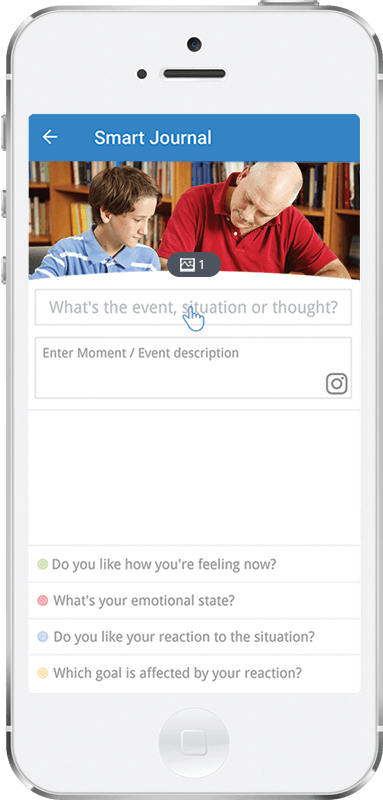 Smart Journal
1
What's the event, situation or thought?
Enter Moment / Event description
Do you like how you're feeling now?
What's your emotional state?
Do you like your reaction to the situation?
Which goal is affected by your reaction?